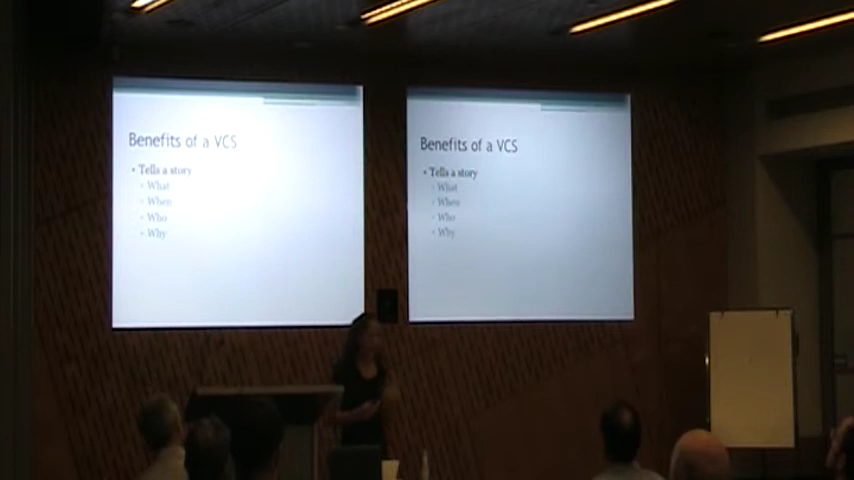 Benefits of a VCS
• Tells a story
• What
• When
• Who
• Why
Benefits of a VCS
• Tells a story
• What
• When
• Who
• Why